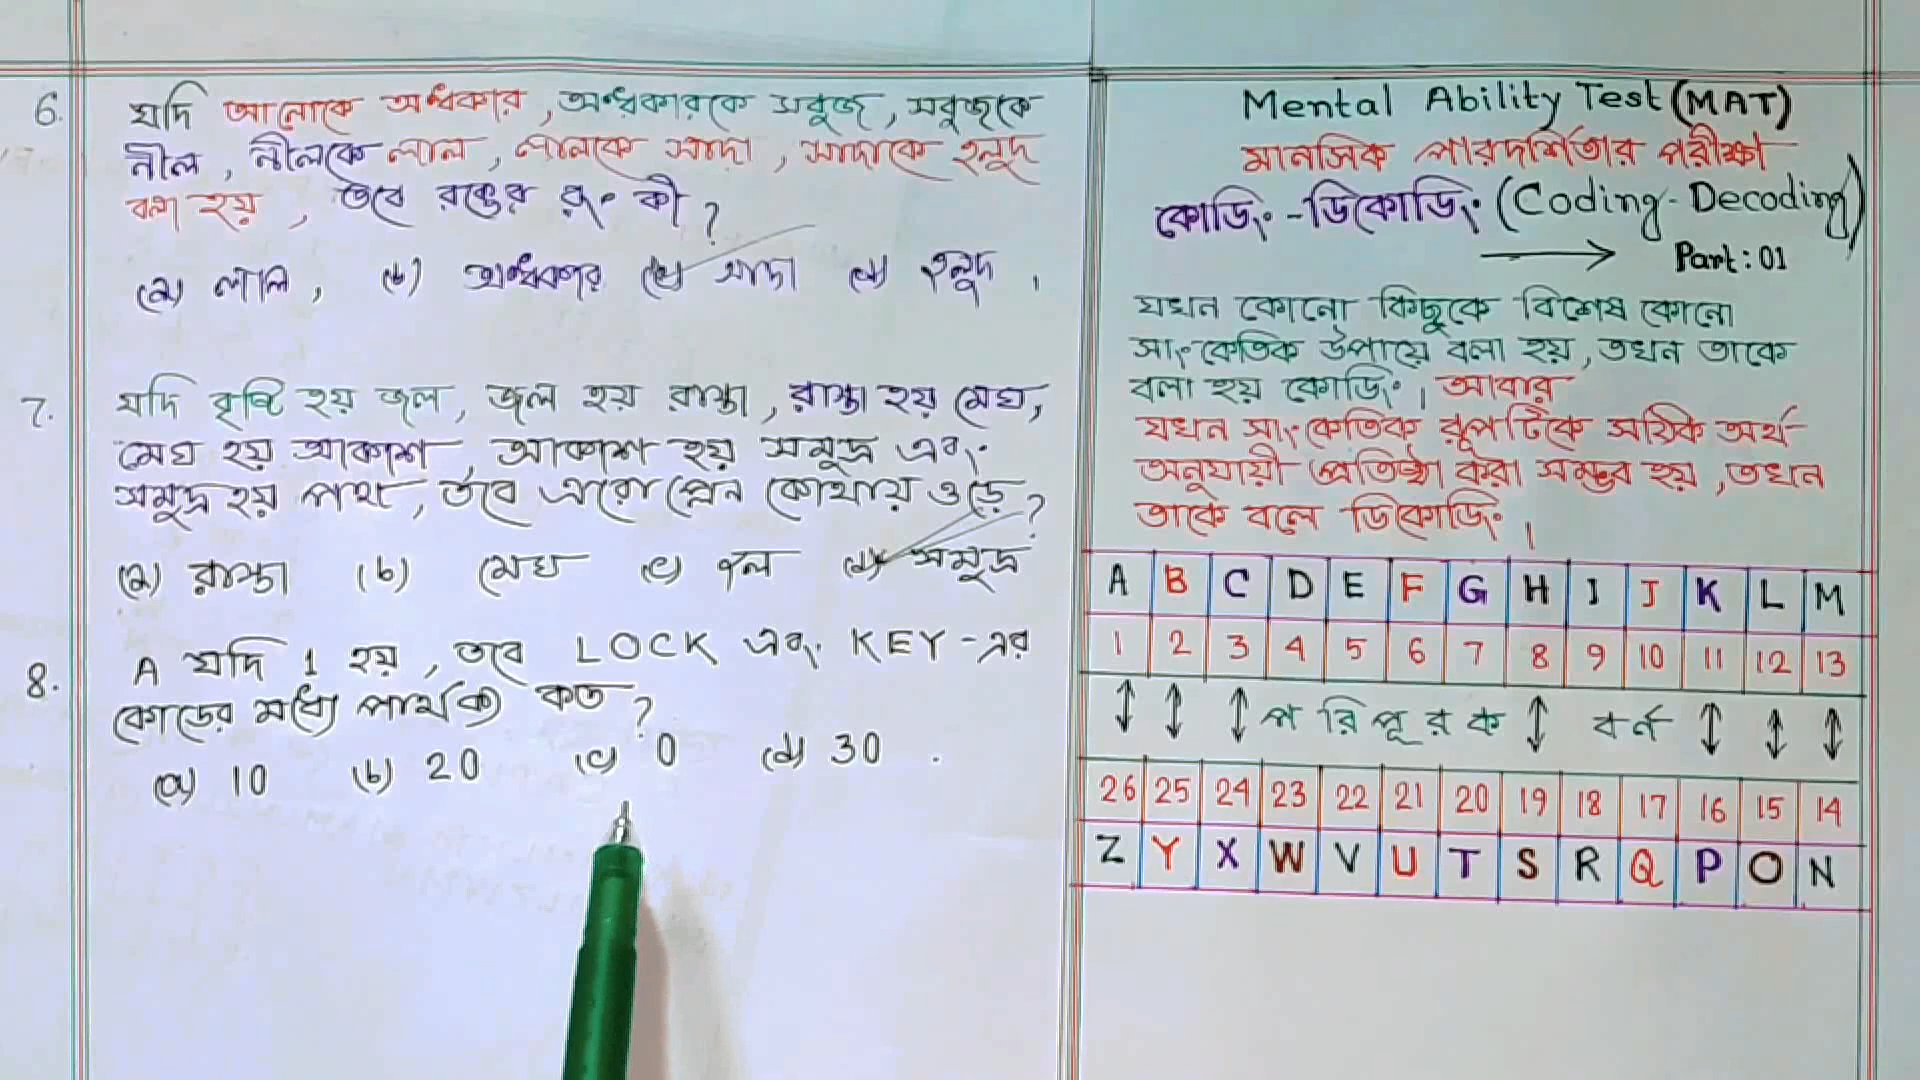 6. যদি আলোকে অন্ধকার, অন্ধকারকে সবুজ, সবুজকে
নীল, নীলকে লাল, লালকে সাদা, সাদাকে হলুদ
বলা হয়, তবে রক্তের রং কী?
(a) লাল, (b) অন্ধকার (c) সাদা (d) হলুদ।
7. যদি বৃষ্টি হয় জল, জল হয় রাস্তা, রাস্তা হয় মেঘ,
মেঘ হয় আকাশ, আকাশ হয় সমুদ্র এবং
সমুদ্র হয় পথ, তবে এরোপ্লেন কোথায় ওড়ে?
(a) রাস্তা (b) মেঘ (c) জল (d) সমুদ্র
8. A যদি 1 হয়, তবে LOCK এবং KEY-এর
কোডের মধ্যে পার্থক্য কত?
(a) 10 (b) 20 (c) 0 (d) 30.
Mental Ability Test (MAT)
মানসিক পারদর্শিতার পরীক্ষা
কোডিং-ডিকোডিং (Coding-Decoding)
Part: 01
যখন কোনো কিছুকে বিশেষ কোনো
সাংকেতিক উপায়ে বলা হয়, তখন তাকে
বলা হয় কোডিং। আবার
যখন সাংকেতিক রূপটিকে সঠিক অর্থ
অনুযায়ী প্রতিষ্ঠা করা সম্ভব হয়, তখন
তাকে বলে ডিকোডিং।
A B C D E F G H I J K L M
1 2 3 4 5 6 7 8 9 10 11 12 13
↕ ↕ ↕ পরিপূরক ↕ বর্ন ↕ ↕ ↕
26 25 24 23 22 21 20 19 18 17 16 15 14
Z Y X W V U T S R Q P O N